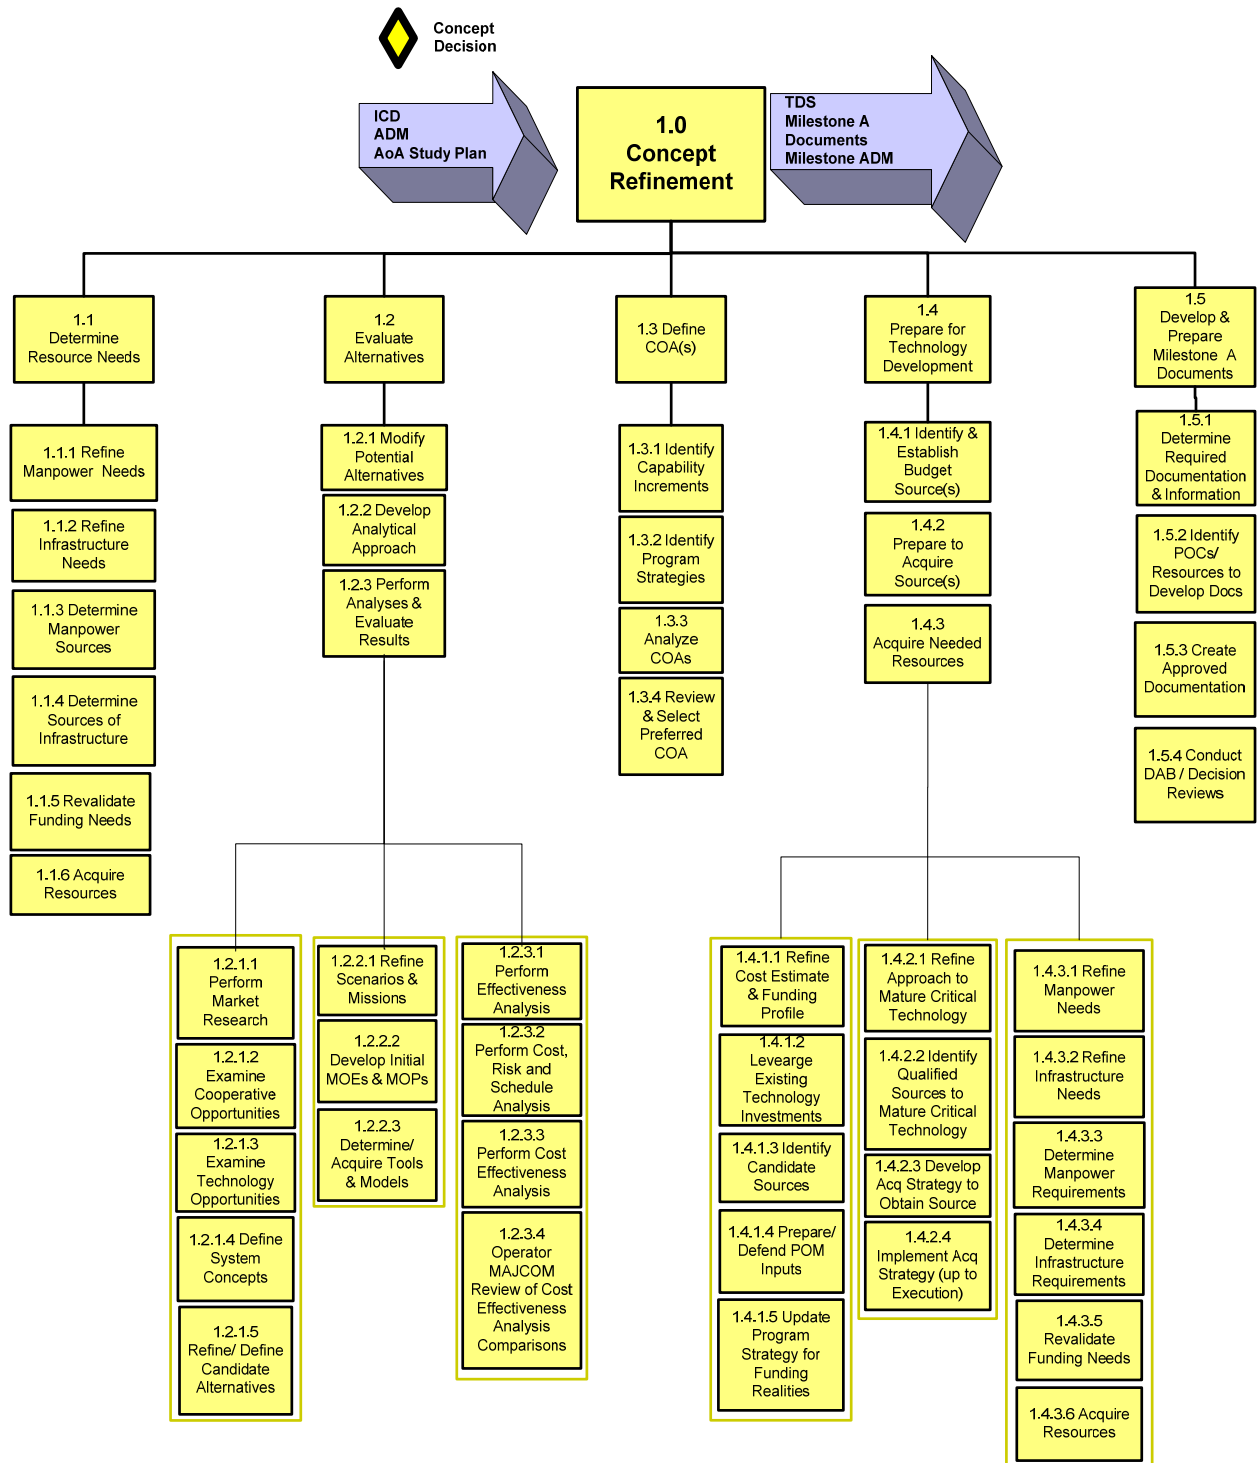 Concept
Decision
ICD
ADM
AoA Study Plan
1.0
Concept
Refinement
TDS
Milestone A
Documents
Milestone ADM
1.1
Determine
Resource Needs
1.2
Evaluate
Alternatives
1.3 Define
COA(s)
1.4
Prepare for
Technology
Development
1.5
Develop &
Prepare
Milestone A
Documents
1.1.1 Refine
Manpower Needs
1.1.2 Refine
Infrastructure
Needs
1.1.3 Determine
Manpower
Sources
1.1.4 Determine
Sources of
Infrastructure
1.1.5 Revalidate
Funding Needs
1.1.6 Acquire
Resources
1.2.1 Modify
Potential
Alternatives
1.2.2 Develop
Analytical
Approach
1.2.3 Perform
Analyses &
Evaluate
Results
1.3.1 Identify
Capability
Increments
1.3.2 Identify
Program
Strategies
1.3.3
Analyze
COAs
1.3.4 Review
& Select
Preferred
COA
1.4.1 Identify &
Establish
Budget
Source(s)
1.4.2
Prepare to
Acquire
Source(s)
1.4.3
Acquire Needed
Resources
1.5.1
Determine
Required
Documentation
& Information
1.5.2 Identify
POCs/
Resources to
Develop Docs
1.5.3 Create
Approved
Documentation
1.5.4 Conduct
DAB / Decision
Reviews
1.2.1.1
Perform
Market
Research
1.2.1.2
Examine
Cooperative
Opportunities
1.2.1.3
Examine
Technology
Opportunities
1.2.1.4 Define
System
Concepts
1.2.1.5
Refine/ Define
Candidate
Alternatives
1.2.2.1 Refine
Scenarios &
Missions
1.2.2.2
Develop Initial
MOEs & MOPs
1.2.2.3
Determine/
Acquire Tools
& Models
1.2.3.1
Perform
Effectiveness
Analysis
1.2.3.2
Perform Cost,
Risk and
Schedule
Analysis
1.2.3.3
Perform Cost
Effectiveness
Analysis
1.2.3.4
Operator
MAJCOM
Review of Cost
Effectiveness
Analysis
Comparisons
1.4.1.1 Refine
Cost Estimate
& Funding
Profile
1.4.1.2
Levearge
Existing
Technology
Investments
1.4.1.3 Identify
Candidate
Sources
1.4.1.4 Prepare/
Defend POM
Inputs
1.4.1.5 Update
Program
Strategy for
Funding
Realities
1.4.2.1 Refine
Approach to
Mature Critical
Technology
1.4.2.2 Identify
Qualified
Sources to
Mature Critical
Technology
1.4.2.3 Develop
Acq Strategy to
Obtain Source
1.4.2.4
Implement Acq
Strategy (up to
Execution)
1.4.3.1 Refine
Manpower
Needs
1.4.3.2 Refine
Infrastructure
Needs
1.4.3.3
Determine
Manpower
Requirements
1.4.3.4
Determine
Infrastructure
Requirements
1.4.3.5
Revalidate
Funding Needs
1.4.3.6 Acquire
Resources